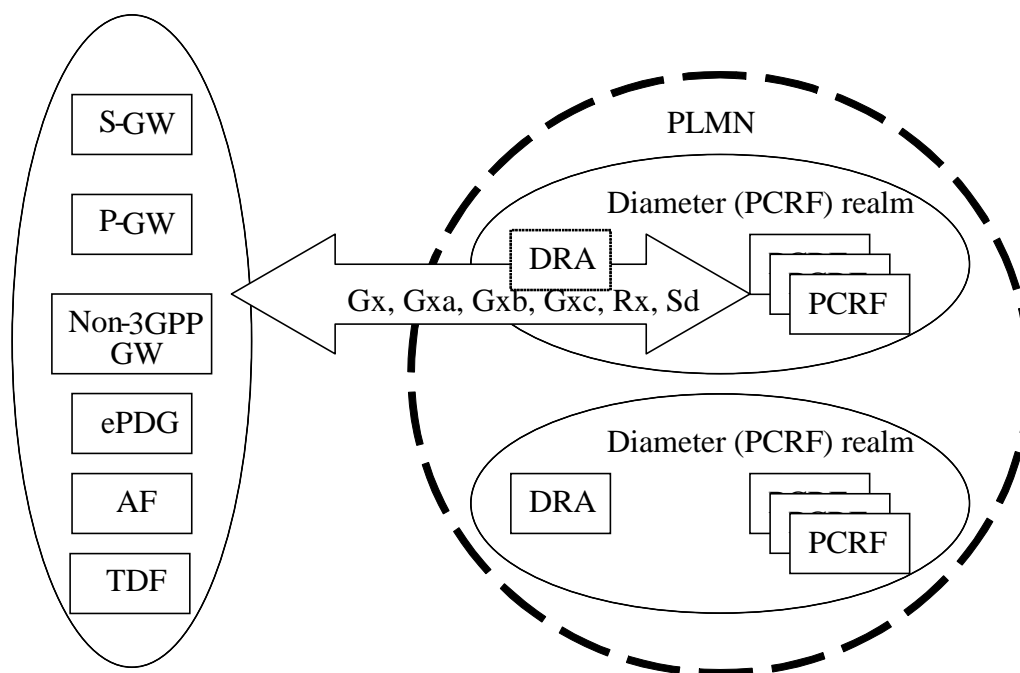 S-GW
P-GW
Non-3GPP
GW
ePDG
AF
TDF
PLMN
Diameter (PCRF) realm
DRA
PCRF
Gx, Gxa, Gxb, Gxc, Rx, Sd
Diameter (PCRF) realm
DRA
PCRF